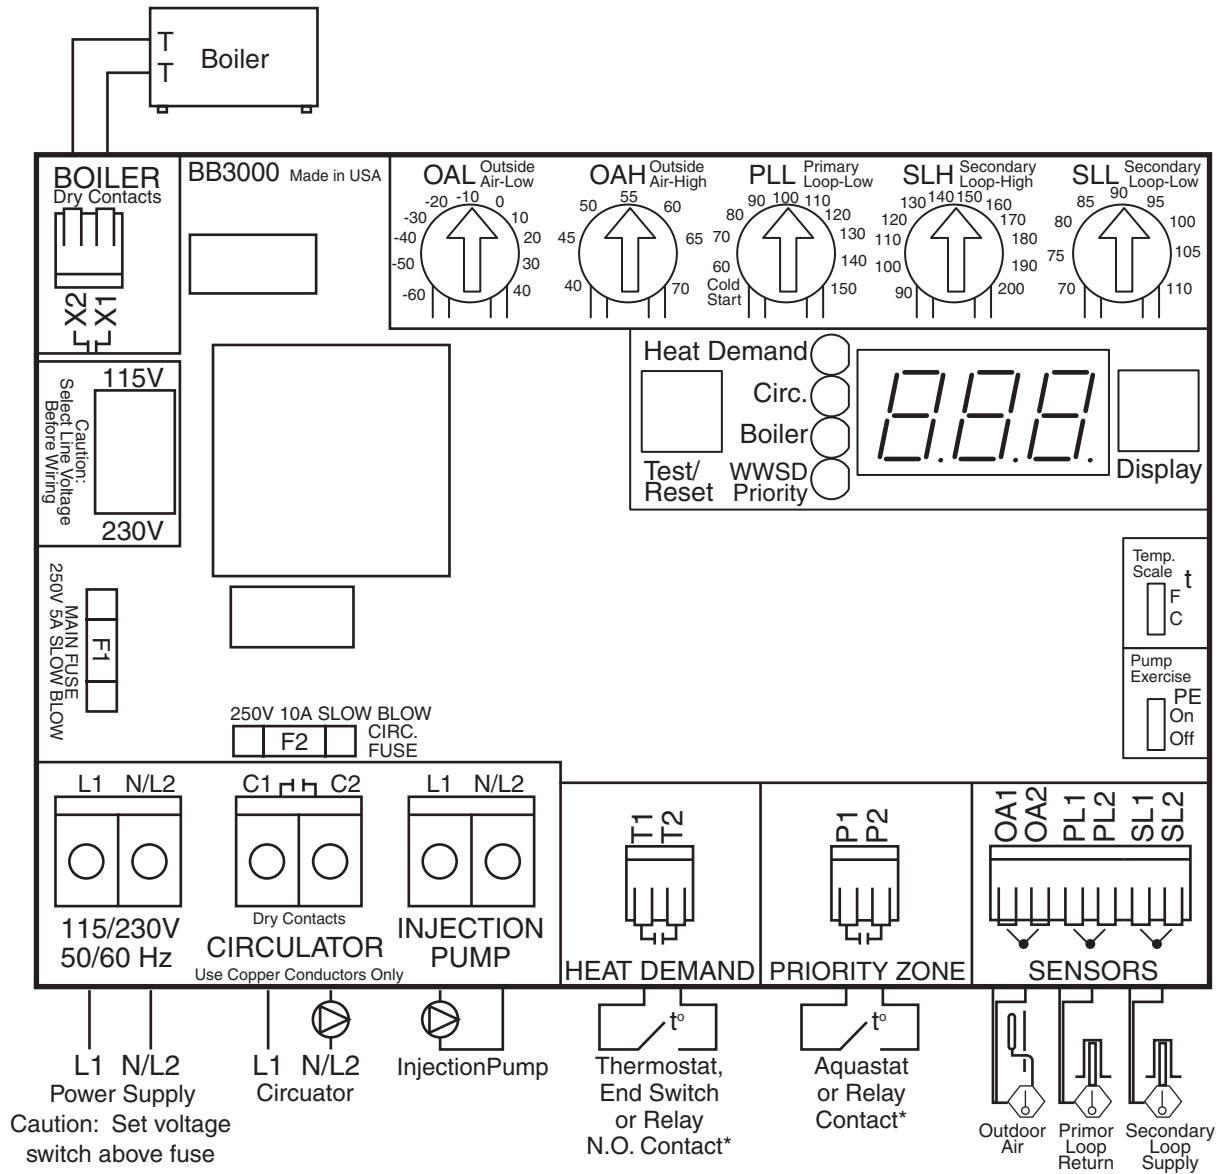 T
T
Boiler
BOILER
Dry Contacts
X2
X1
BB3000 Made in USA
OAL Outside Air-Low
-60 -50 -40 -30 -20 -10 0 10 20 30 40
OAH Outside Air-High
40 45 50 55 60 65 70
PLL Primary Loop-Low
Cold Start 60 70 80 90 100 110 120 130 140 150
SLH Secondary Loop-High
90 100 110 120 130 140 150 160 170 180 190 200
SLL Secondary Loop-Low
70 75 80 85 90 95 100 105 110
Heat Demand
Circ.
Boiler
WWSD
Priority
Test/
Reset
8.8.8.
Display
115V
Caution:
Select Line Voltage
Before Wiring
230V
MAIN FUSE
250V 5A SLOW BLOW
F1
250V 10A SLOW BLOW
F2
CIRC.
FUSE
Temp.
Scale t
F
C
Pump
Exercise
PE
On
Off
L1 N/L2
115/230V
50/60 Hz
C1 C2
Dry Contacts
CIRCULATOR
Use Copper Conductors Only
L1 N/L2
INJECTION
PUMP
T1
T2
HEAT DEMAND
P1
P2
PRIORITY ZONE
OA1
OA2
PL1
PL2
SL1
SL2
SENSORS
L1 N/L2
Power Supply
Caution: Set voltage
switch above fuse
L1 N/L2
Circuator
InjectionPump
tº
Thermostat,
End Switch
or Relay
N.O. Contact*
tº
Aquastat
or Relay
Contact*
Outdoor
Air
Primor
Loop
Return
Secondary
Loop
Supply